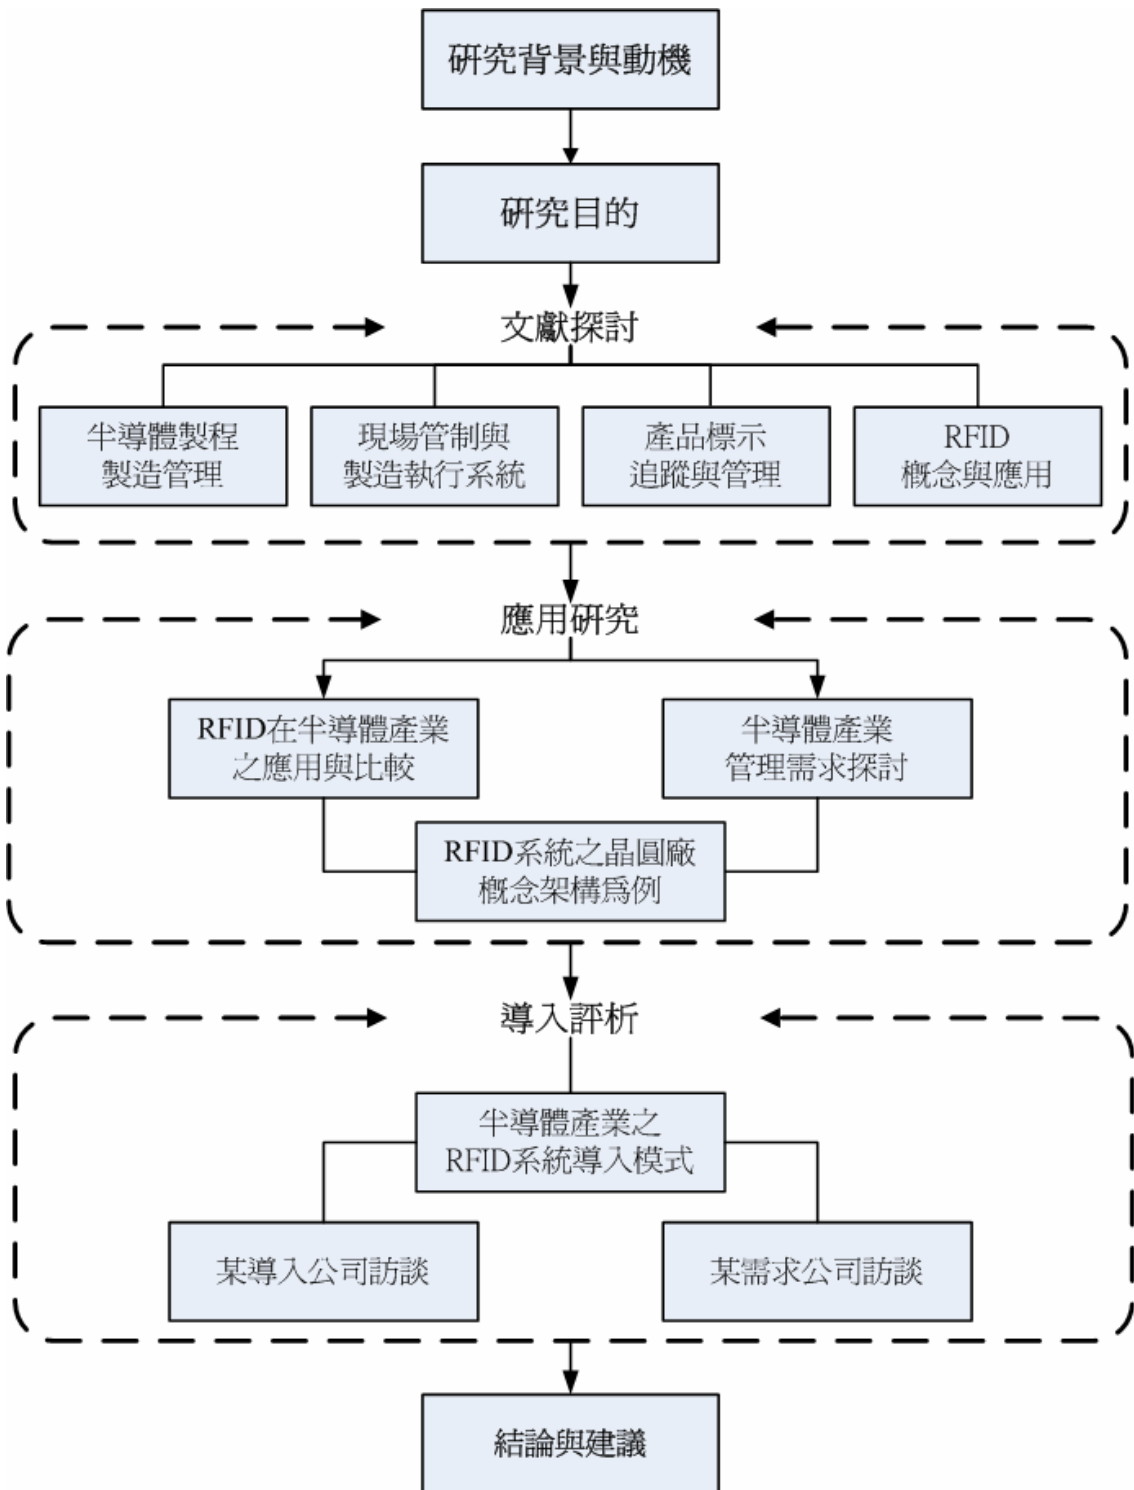 研究背景與動機
研究目的
文獻探討
半導體製程
製造管理
現場管制與
製造執行系統
產品標示
追蹤與管理
RFID
概念與應用
應用研究
RFID在半導體產業
之應用與比較
半導體產業
管理需求探討
RFID系統之晶圓廠
概念架構為例
導入評析
半導體產業之
RFID系統導入模式
某導入公司訪談
某需求公司訪談
結論與建議